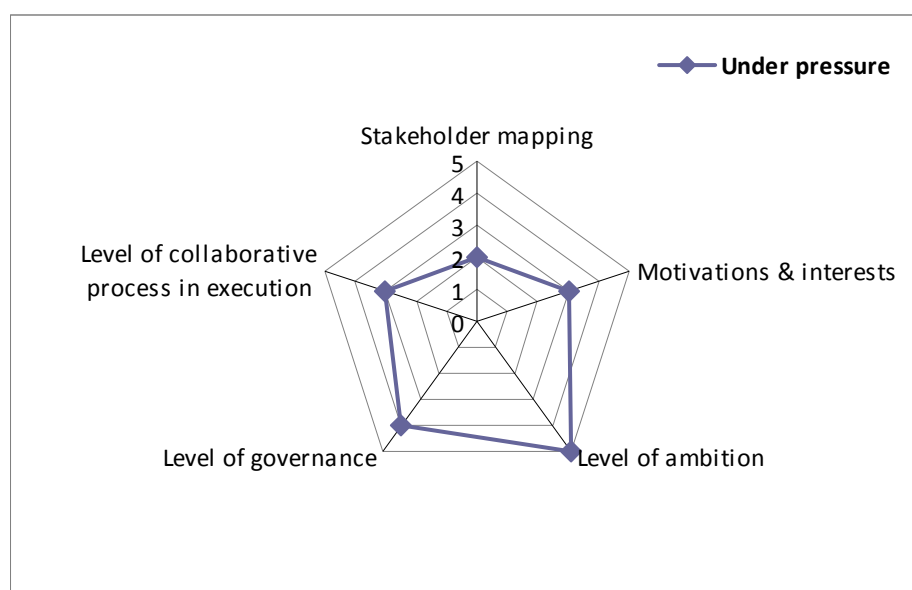 Under pressure
Stakeholder mapping
5
4
3
2
1
0
Motivations & interests
Level of ambition
Level of governance
Level of collaborative
process in execution